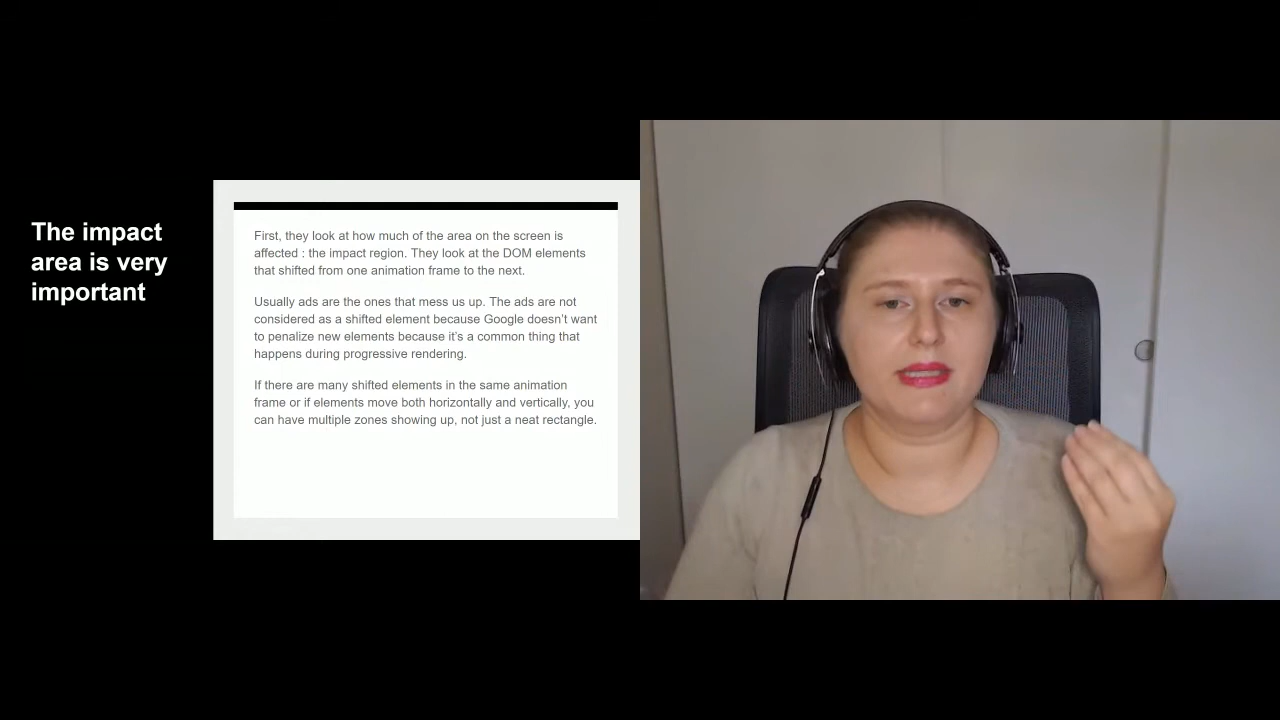 The impact
area is very
important
First, they look at how much of the area on the screen is
affected : the impact region. They look at the DOM elements
that shifted from one animation frame to the next.
Usually ads are the ones that mess us up. The ads are not
considered as a shifted element because Google doesn’t want
to penalize new elements because it’s a common thing that
happens during progressive rendering.
If there are many shifted elements in the same animation
frame or if elements move both horizontally and vertically, you
can have multiple zones showing up, not just a neat rectangle.